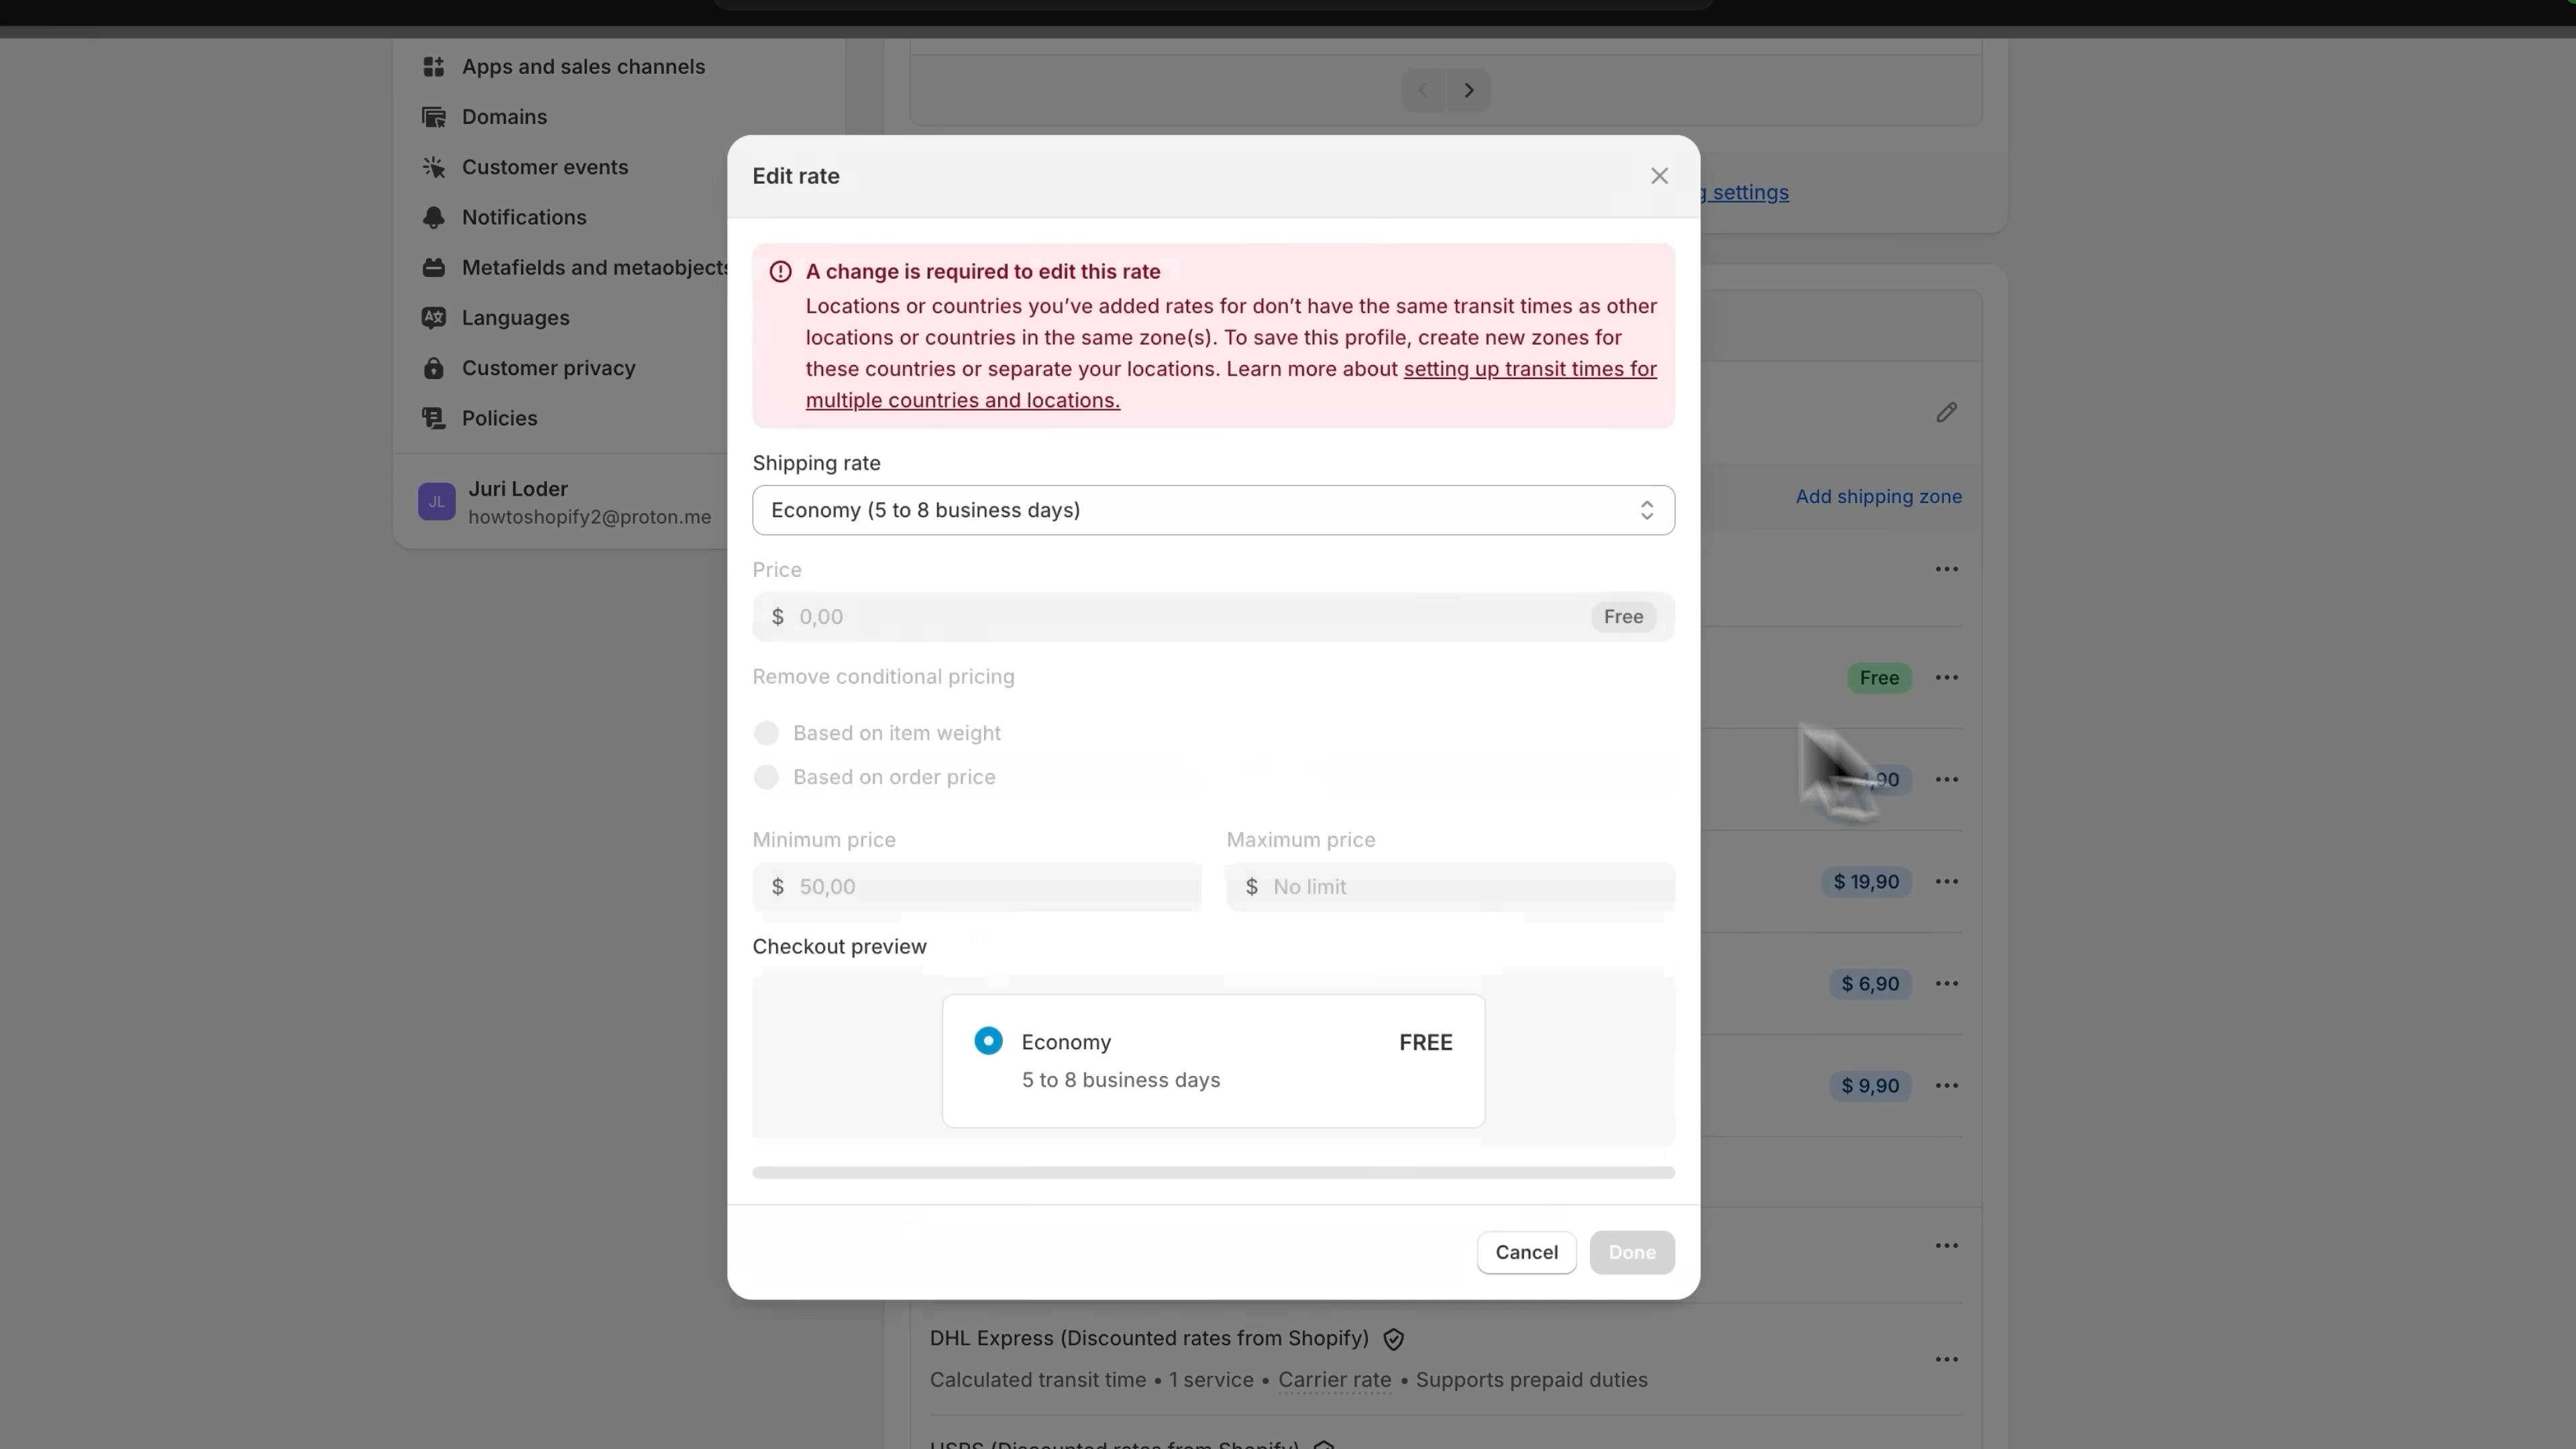 Apps and sales channels
Domains
Customer events
Notifications
Metafields and metaobjects
Languages
Customer privacy
Policies
JL
Juri Loder
howtoshopify2@proton.me
settings
Edit rate
A change is required to edit this rate
Locations or countries you’ve added rates for don’t have the same transit times as other
locations or countries in the same zone(s). To save this profile, create new zones for
these countries or separate your locations. Learn more about setting up transit times for
multiple countries and locations.
Shipping rate
Economy (5 to 8 business days)
Price
$ 0,00 Free
Remove conditional pricing
Based on item weight
Based on order price
Minimum price Maximum price
$ 50,00 $ No limit
Checkout preview
Economy FREE
5 to 8 business days
Cancel Done
Add shipping zone
Free
,90
$ 19,90
$ 6,90
$ 9,90
DHL Express (Discounted rates from Shopify)
Calculated transit time • 1 service • Carrier rate • Supports prepaid duties
USPS (Discounted rates from Shopify)